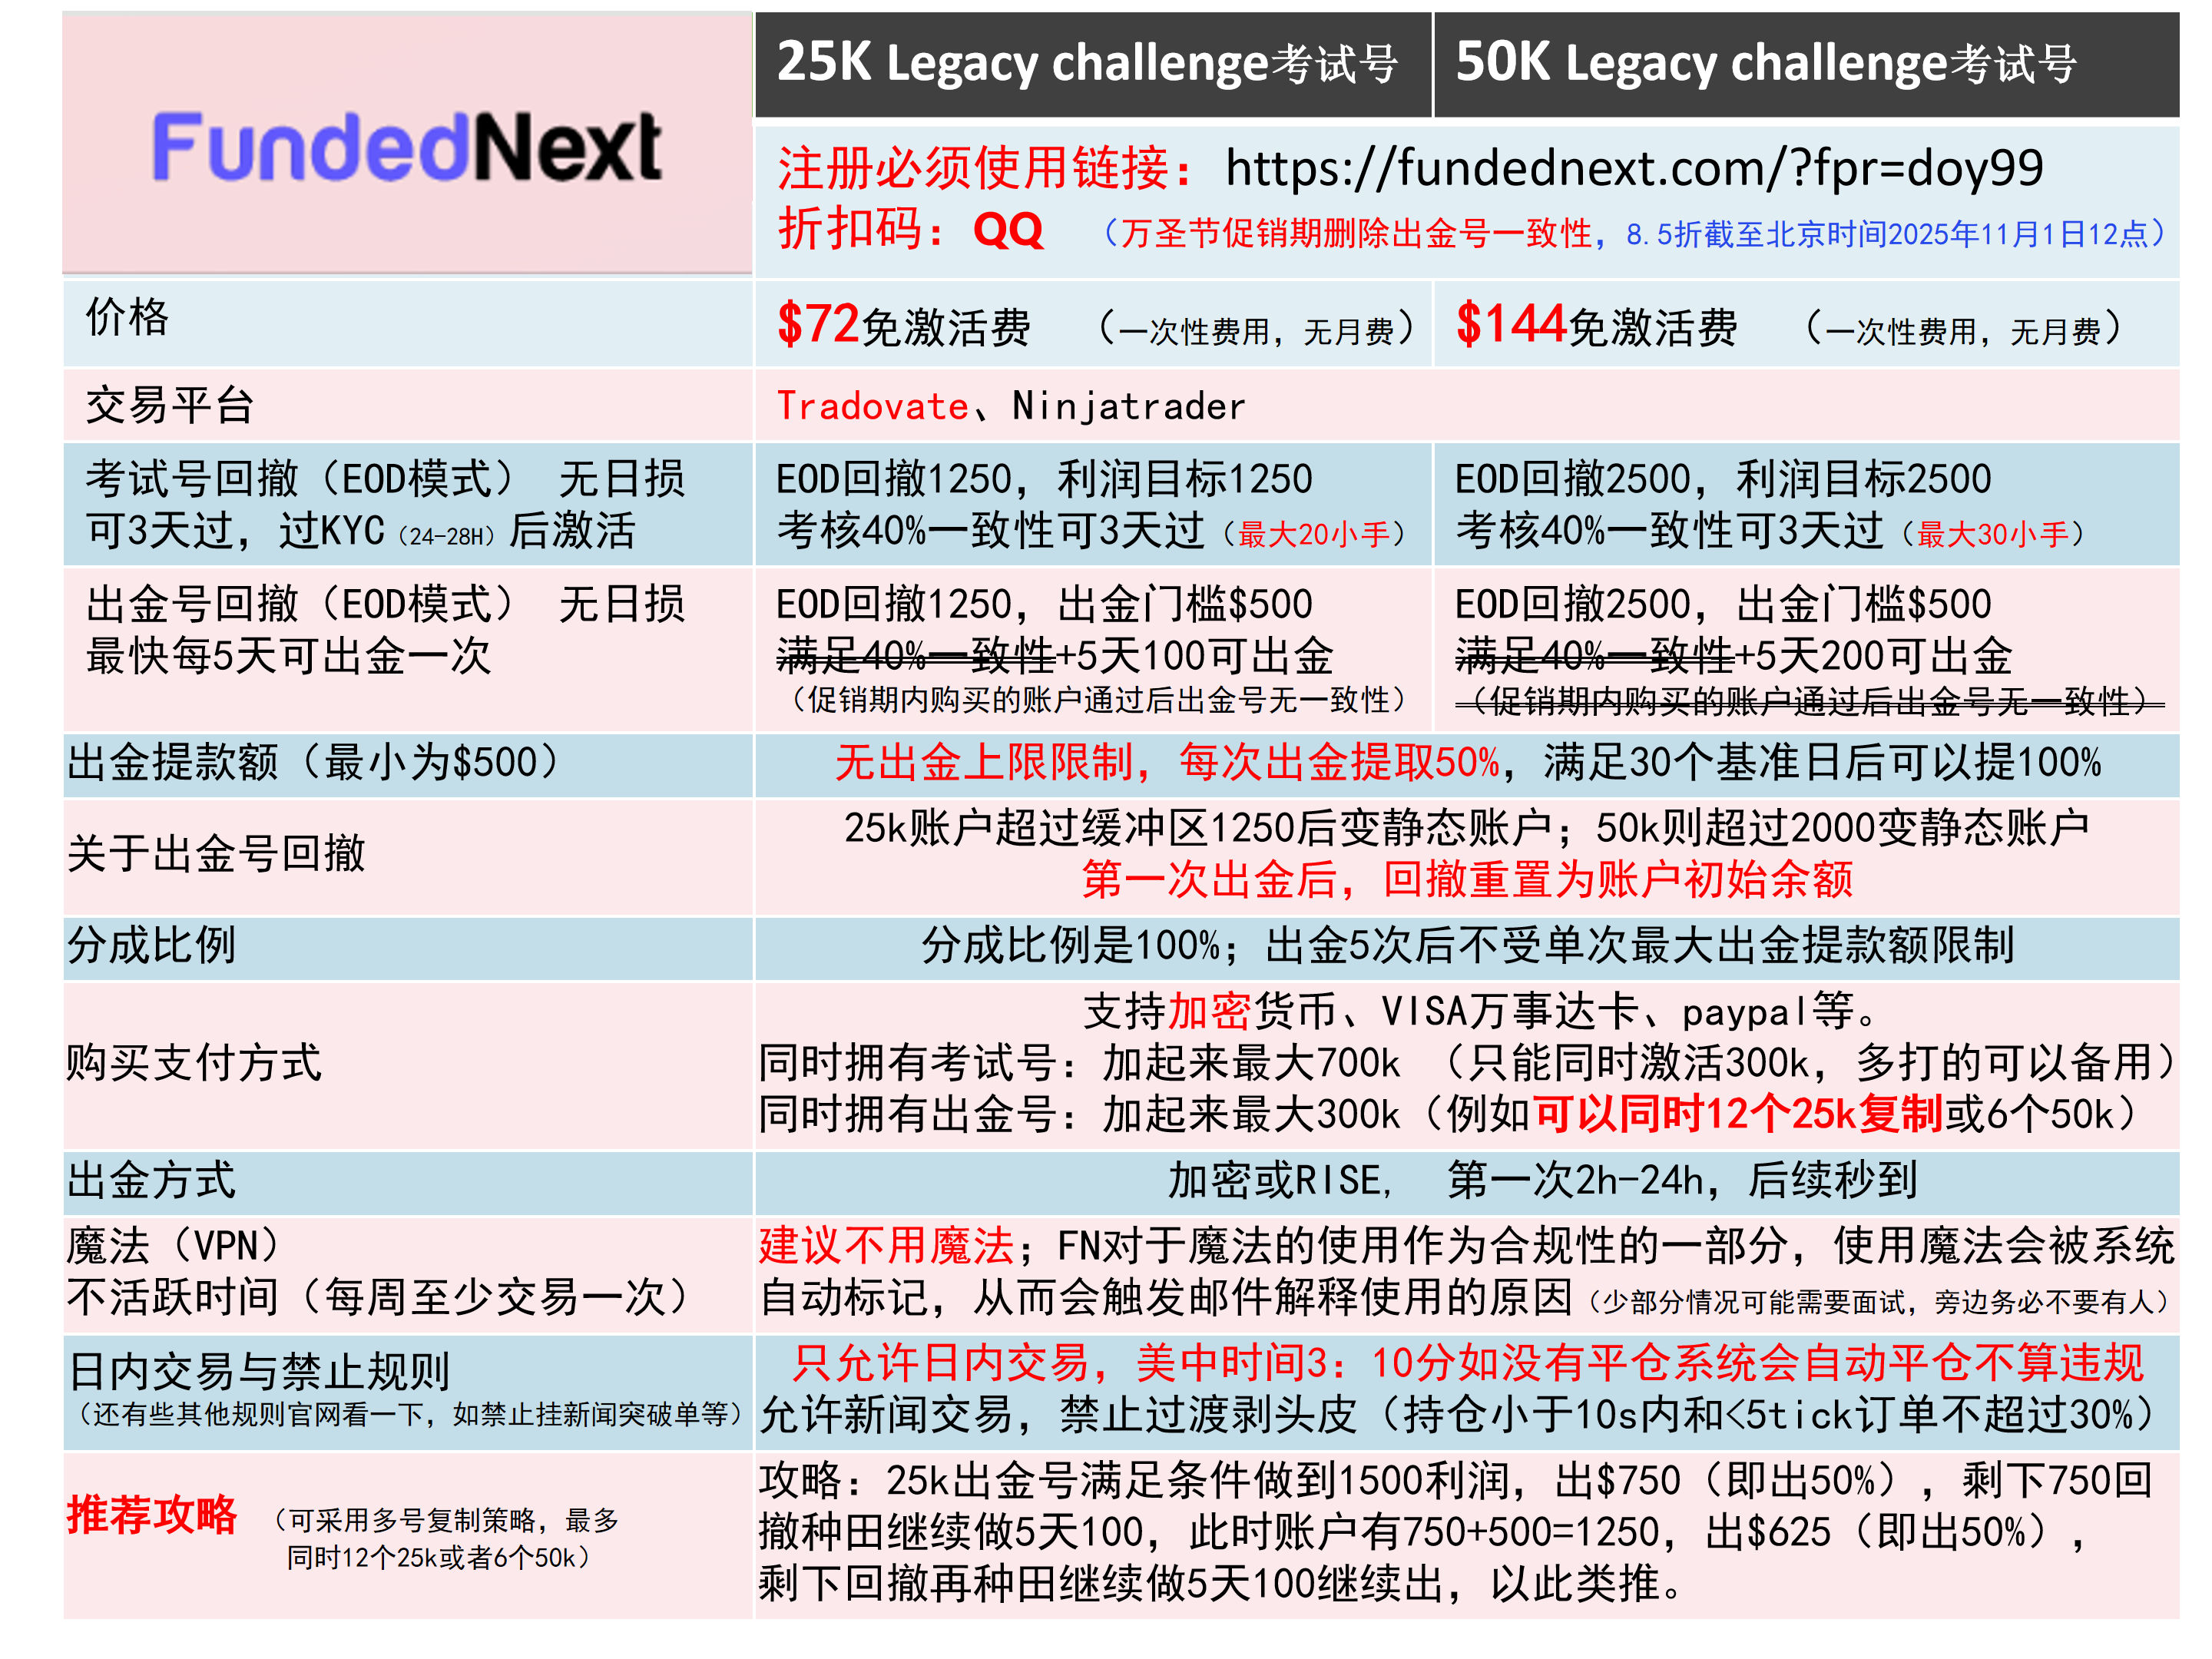 FundedNext
25K Legacy challenge考试号
50K Legacy challenge考试号
注册必须使用链接：https://fundednext.com/?fpr=doy99
折扣码：QQ （万圣节促销期删除出金号一致性，8.5折截至北京时间2025年11月1日12点）
价格
$72免激活费 （一次性费用，无月费）
$144免激活费 （一次性费用，无月费）
交易平台
Tradovate、Ninjatrader
考试号回撤（EOD模式） 无日损
可3天过，过KYC（24-28H）后激活
EOD回撤1250，利润目标1250
考核40%一致性可3天过（最大20小手）
EOD回撤2500，利润目标2500
考核40%一致性可3天过（最大30小手）
出金号回撤（EOD模式） 无日损
最快每5天可出金一次
EOD回撤1250，出金门槛$500
满足40%一致性+5天100可出金
（促销期内购买的账户通过后出金号无一致性）
EOD回撤2500，出金门槛$500
满足40%一致性+5天200可出金
（促销期内购买的账户通过后出金号无一致性）
出金提款额（最小为$500）
无出金上限限制，每次出金提取50%，满足30个基准日后可以提100%
关于出金号回撤
25k账户超过缓冲区1250后变静态账户；50k则超过2000变静态账户
第一次出金后，回撤重置为账户初始余额
分成比例
分成比例是100%；出金5次后不受单次最大出金提款额限制
购买支付方式
支持加密货币、VISA万事达卡、paypal等。
同时拥有考试号：加起来最大700k （只能同时激活300k，多打的可以备用）
同时拥有出金号：加起来最大300k（例如可以同时12个25k复制或6个50k）
出金方式
加密或RISE， 第一次2h-24h，后续秒到
魔法（VPN）
不活跃时间（每周至少交易一次）
建议不用魔法；FN对于魔法的使用作为合规性的一部分，使用魔法会被系统
自动标记，从而会触发邮件解释使用的原因（少部分情况可能需要面试，旁边务必不要有人）
日内交易与禁止规则
（还有些其他规则官网看一下，如禁止挂新闻突破单等）
只允许日内交易，美中时间3：10分如没有平仓系统会自动平仓不算违规
允许新闻交易，禁止过渡剥头皮（持仓小于10s内和<5tick订单不超过30%）
推荐攻略 （可采用多号复制策略，最多
同时12个25k或者6个50k）
攻略：25k出金号满足条件做到1500利润，出$750（即出50%），剩下750回
撤种田继续做5天100，此时账户有750+500=1250，出$625（即出50%），
剩下回撤再种田继续做5天100继续出，以此类推。